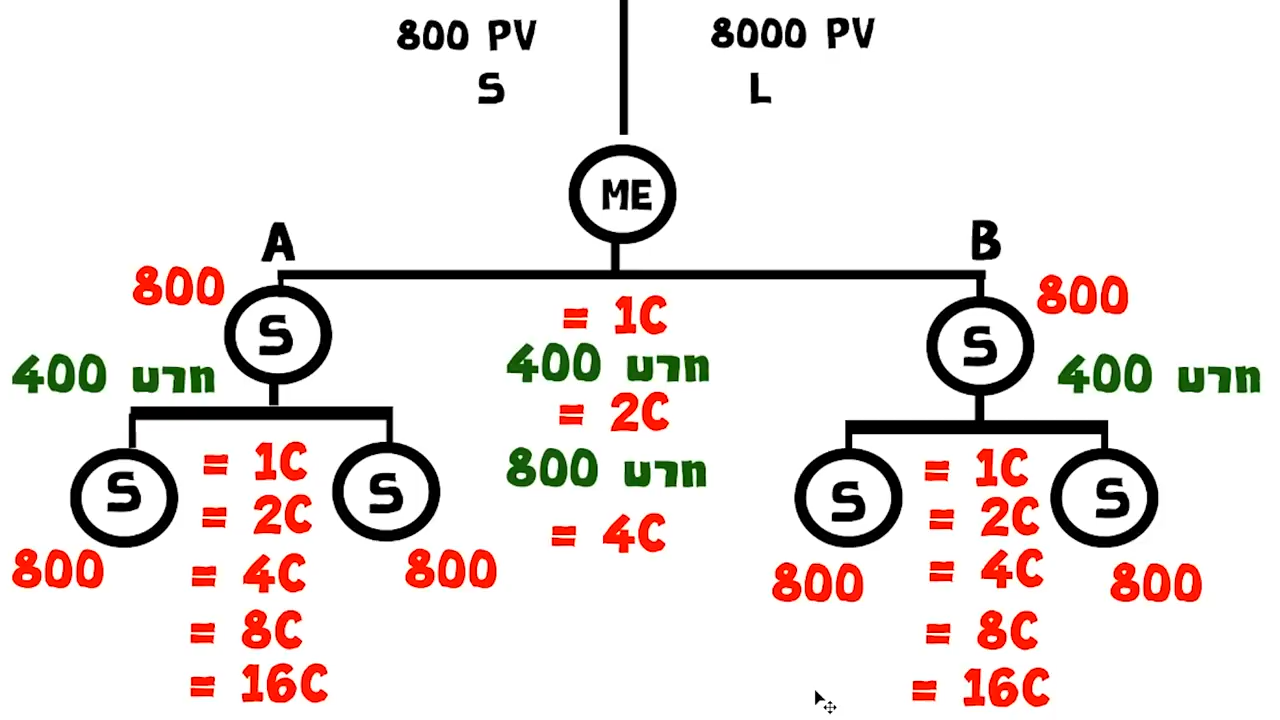 800 PV 8000 PV
S L
ME
A B
800 = 1C 800
S S
400 บาท 400 บาท 400 บาท
= 2C
= 1C 800 บาท = 1C
S S S S
= 2C = 4C = 2C
800 = 4C 800 800 = 4C 800
= 8C = 8C
= 16C = 16C